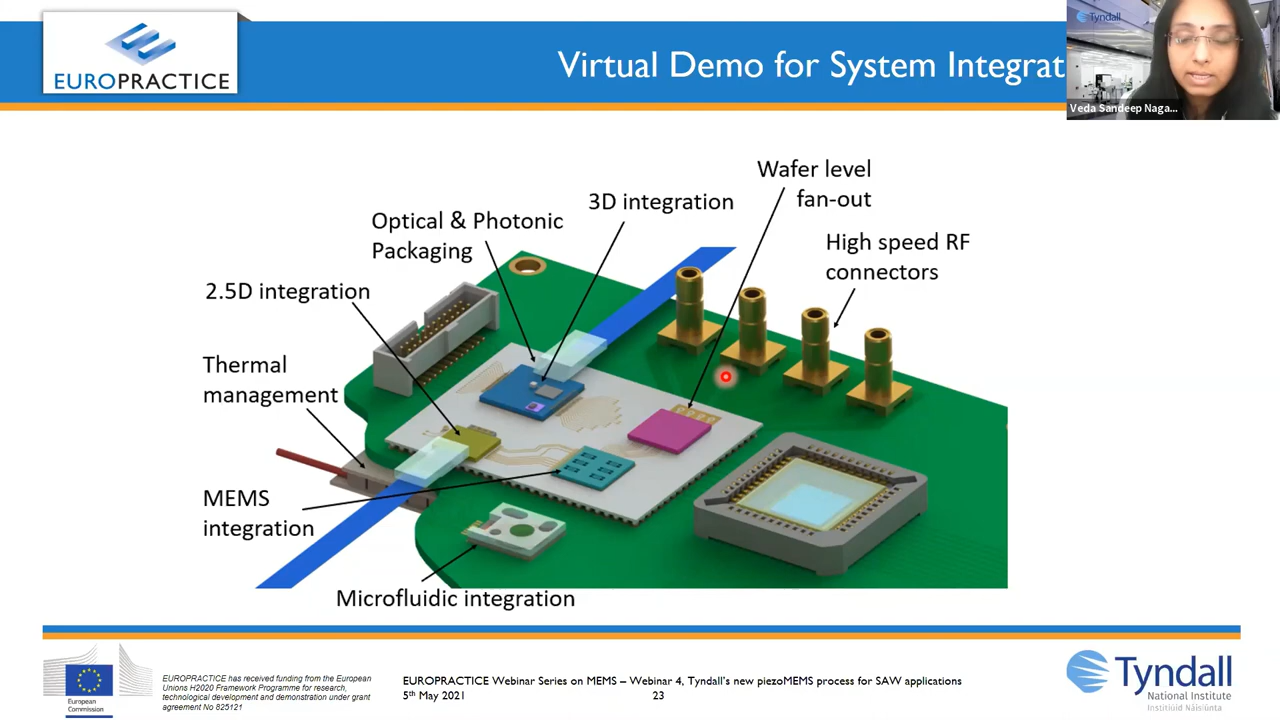 EUROPRACTICE
Virtual Demo for System Integrat
Tyndall
Veda Sandeep Naga...
Wafer level
fan-out
3D integration
Optical & Photonic
Packaging
High speed RF
connectors
2.5D integration
Thermal
management
MEMS
integration
Microfluidic integration
European
Commission
EUROPRACTICE has received funding from the European
Unions H2020 Framework Programme for research,
technological development and demonstration under grant
agreement No 825121
EUROPRACTICE Webinar Series on MEMS – Webinar 4, Tyndall's new piezoMEMS process for SAW applications
5th May 2021
23
Tyndall
National Institute
Institiúid Náisiúnta